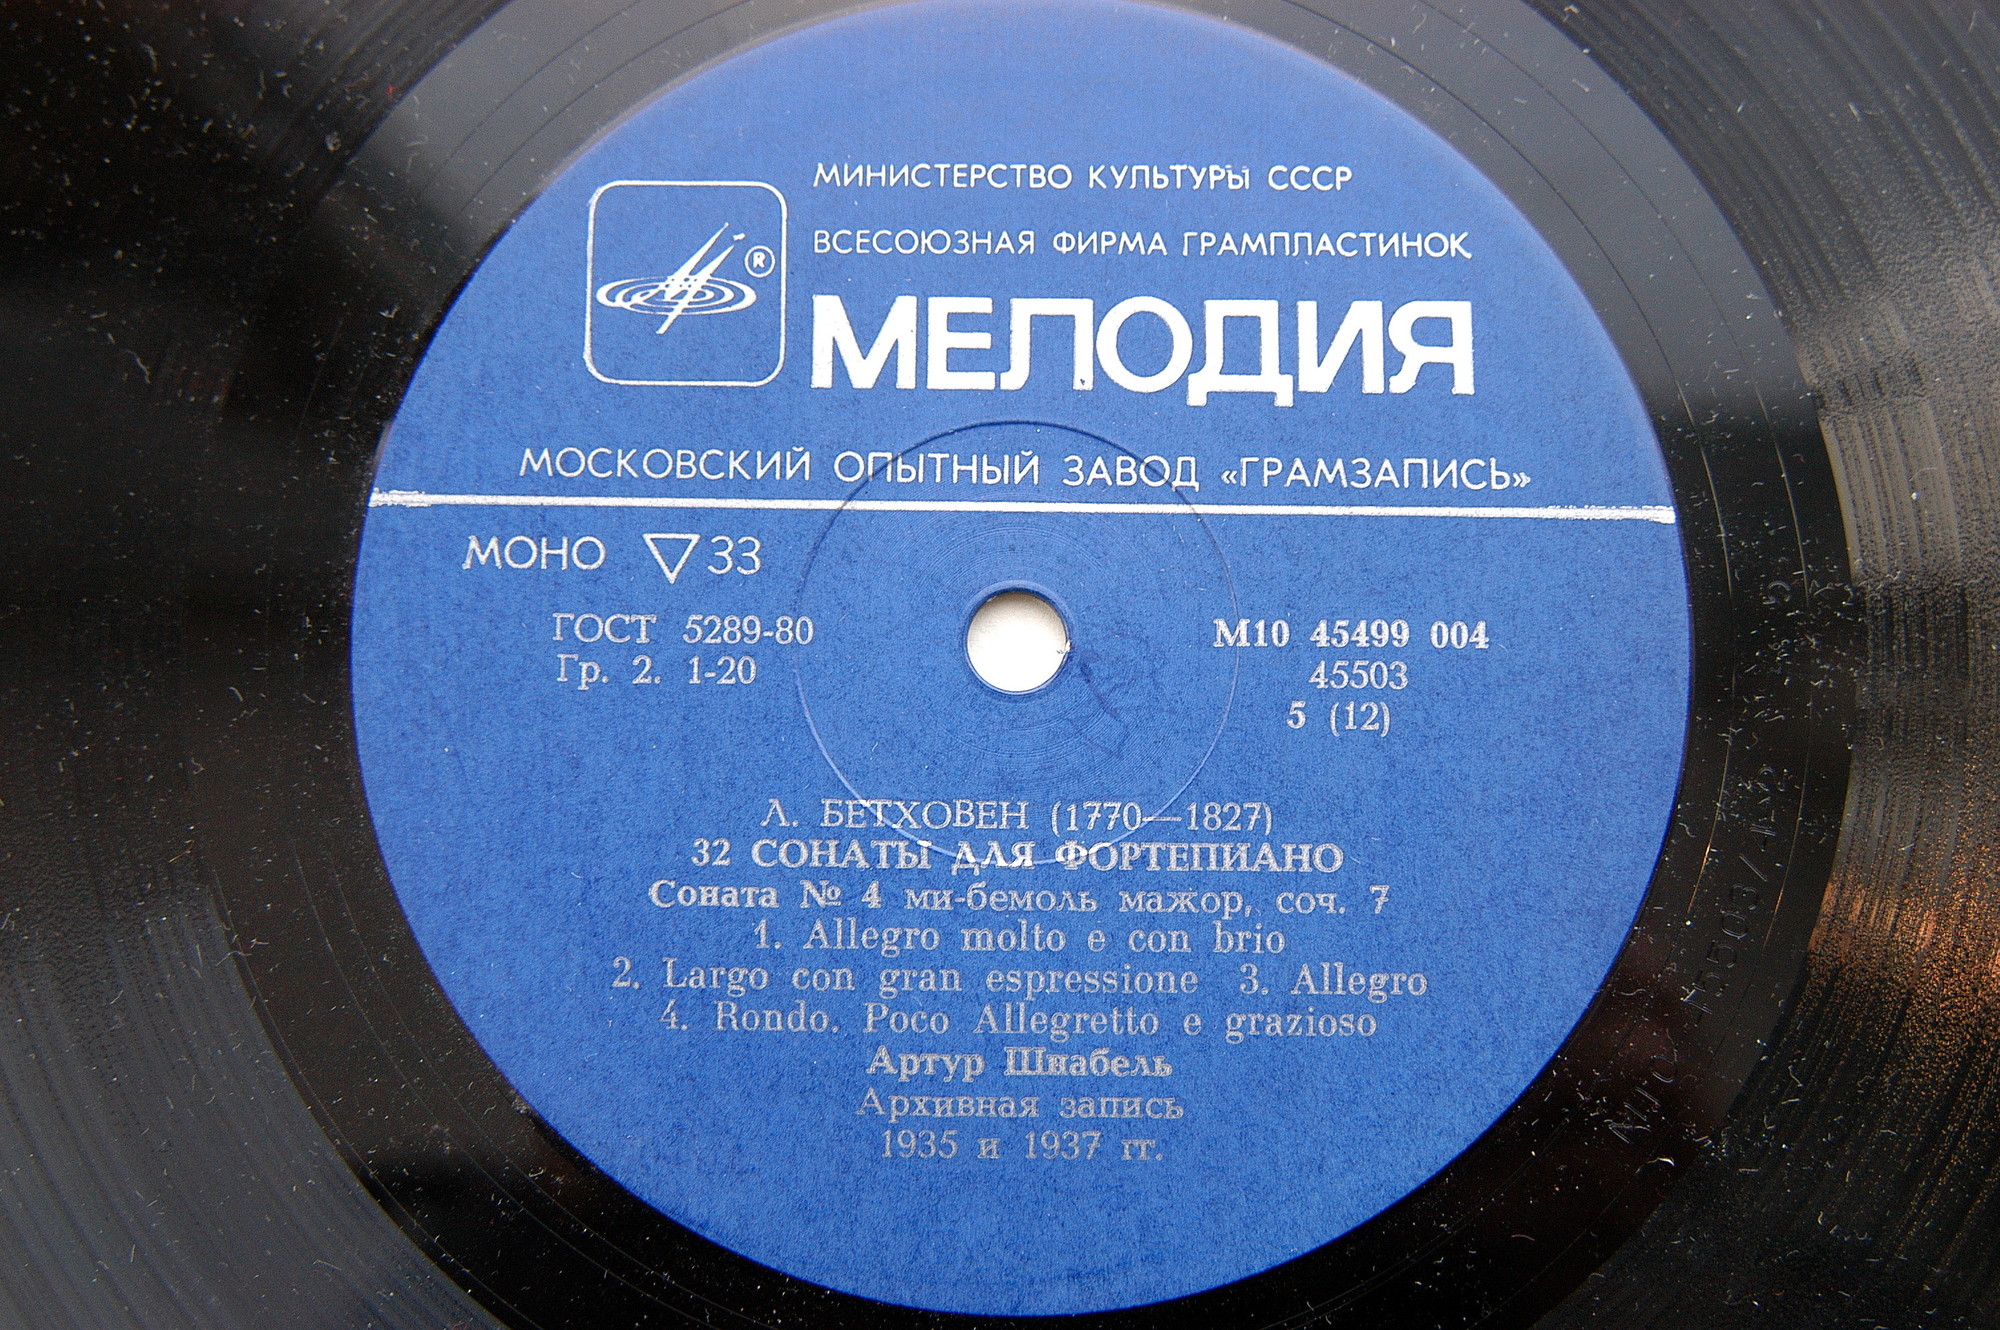 МИНИСТЕРСТВО КУЛЬТУРЫ СССР
ВСЕСОЮЗНАЯ ФИРМА ГРАМПЛАСТИНОК
®
МЕЛОДИЯ
МОСКОВСКИЙ ОПЫТНЫЙ ЗАВОД «ГРАМЗАПИСЬ»
МОНО ▽ 33
ГОСТ 5289-80
Гр. 2. 1-20
М10 45499 004
45503
5 (12)
Л. БЕТХОВЕН (1770—1827)
32 СОНАТЫ ДЛЯ ФОРТЕПИАНО
Соната № 4 ми-бемоль мажор, соч. 7
1. Allegro molto e con brio
2. Largo con gran espressione 3. Allegro
4. Rondo. Poco Allegretto e grazioso
Артур Шнабель
Архивная запись
1935 и 1937 гг.